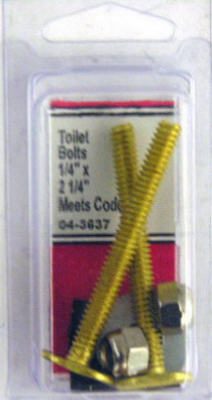 Toilet
Bolts
1/4" x
2 1/4"
Meets Code
04-3637